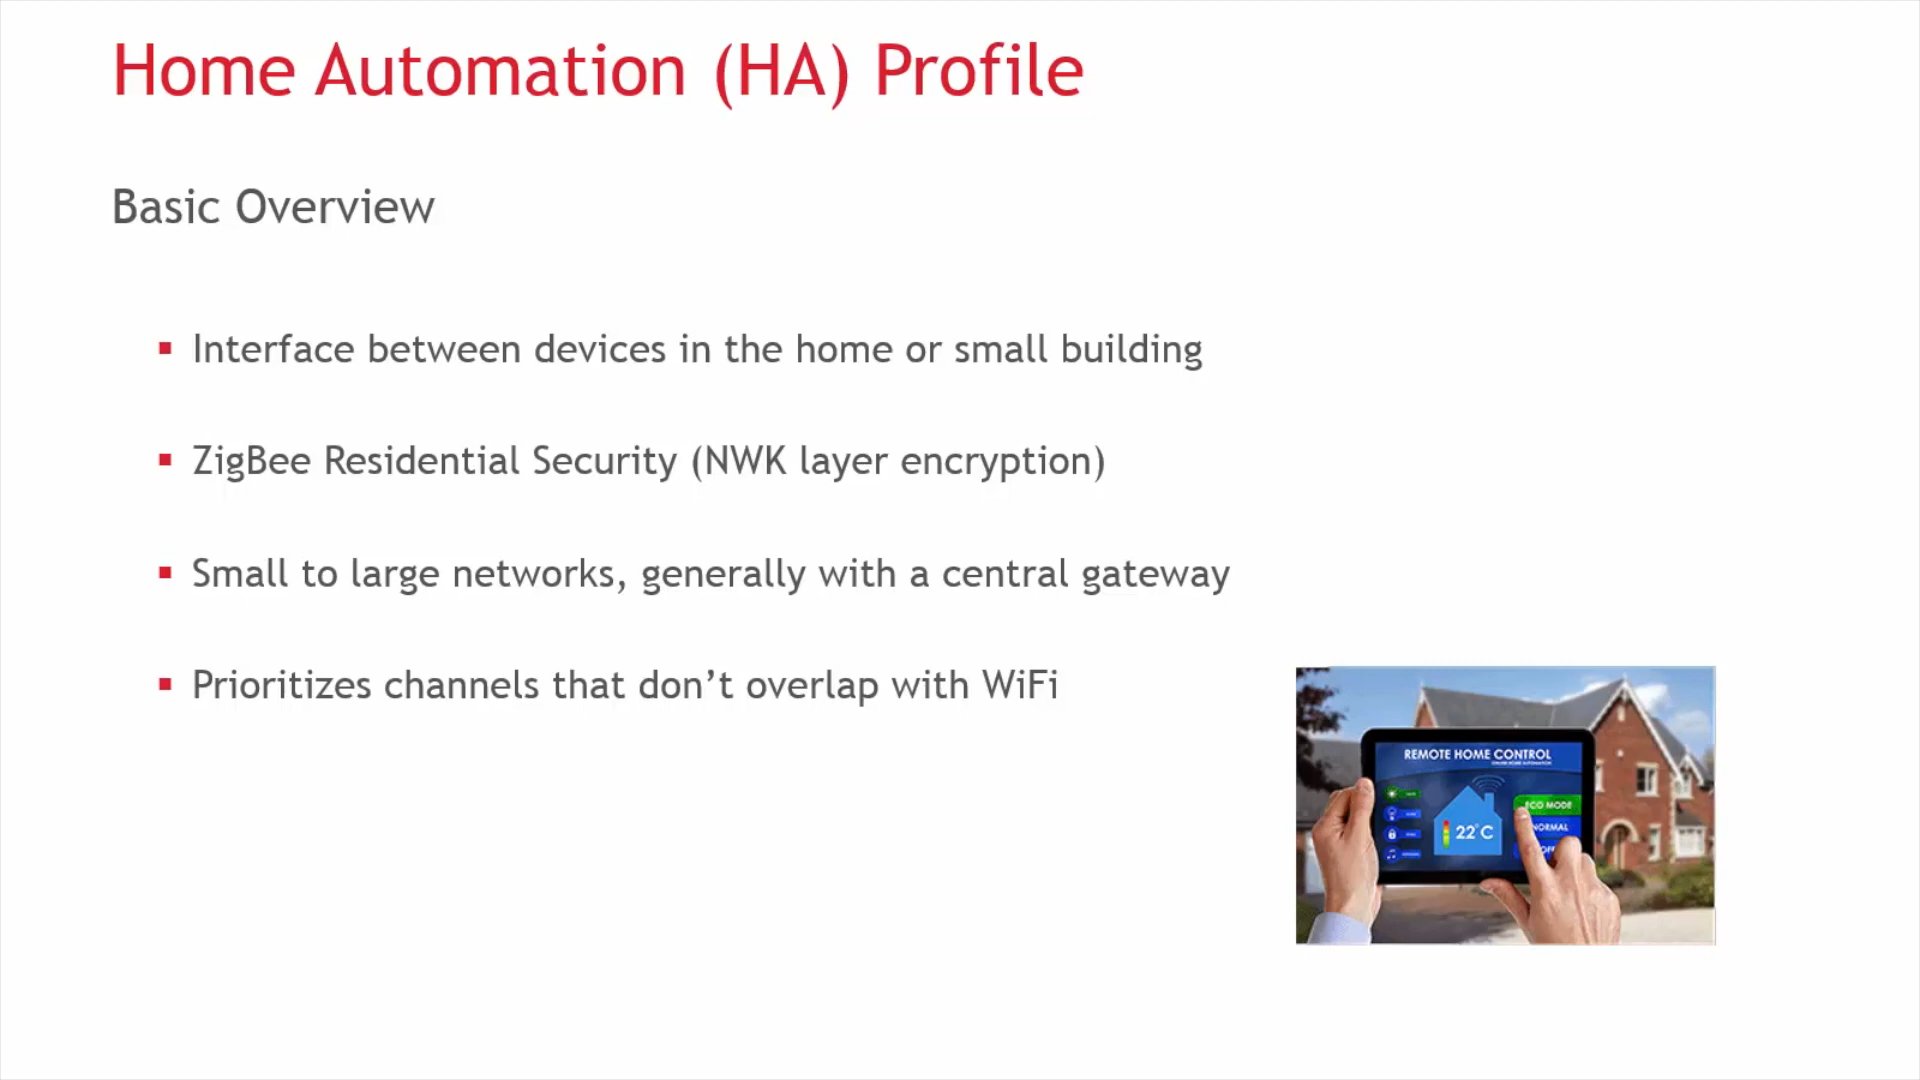 Home Automation (HA) Profile
Basic Overview
▪ Interface between devices in the home or small building
▪ ZigBee Residential Security (NWK layer encryption)
▪ Small to large networks, generally with a central gateway
▪ Prioritizes channels that don’t overlap with WiFi
REMOTE HOME CONTROL
ECO MODE
NORMAL
22°C